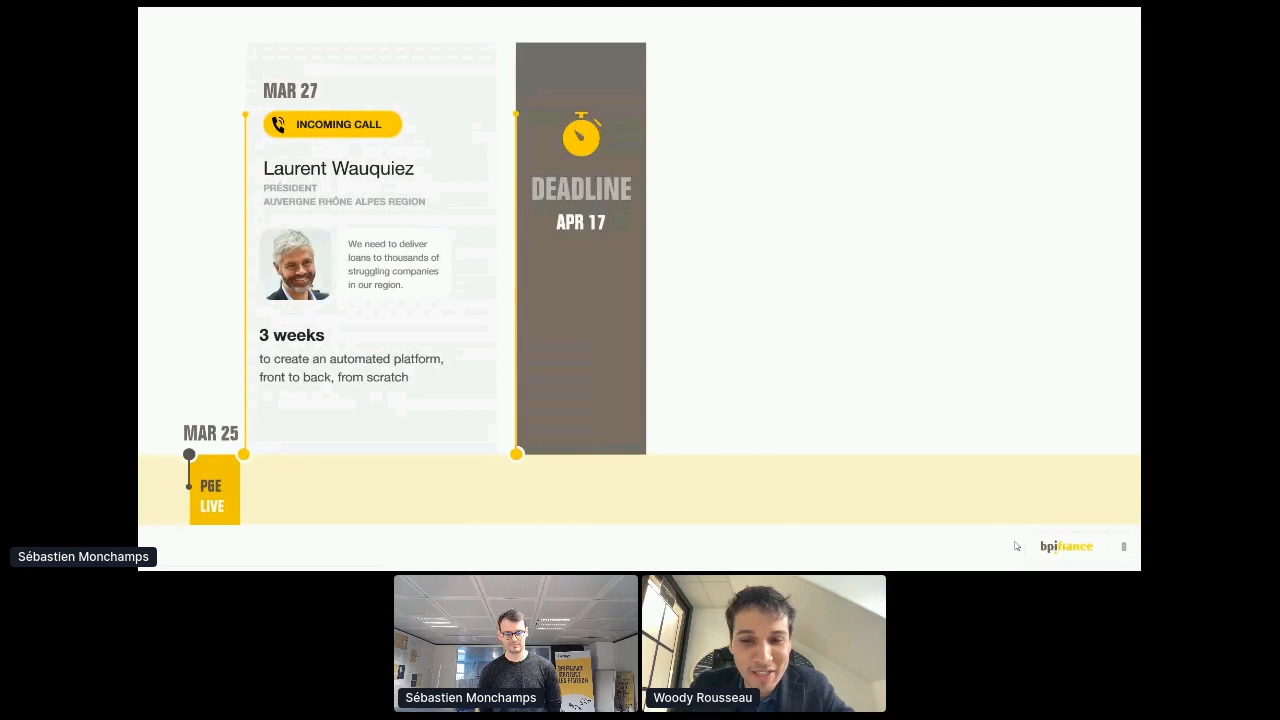 MAR 27
INCOMING CALL
Laurent Wauquiez
PRÉSIDENT
AUVERGNE RHÔNE ALPES REGION
We need to deliver
loans to thousands of
struggling companies
in our region.
3 weeks
to create an automated platform,
front to back, from scratch
DEADLINE
APR 17
MAR 25
PGE
LIVE
bpifrance
Sébastien Monchamps
Sébastien Monchamps
Woody Rousseau